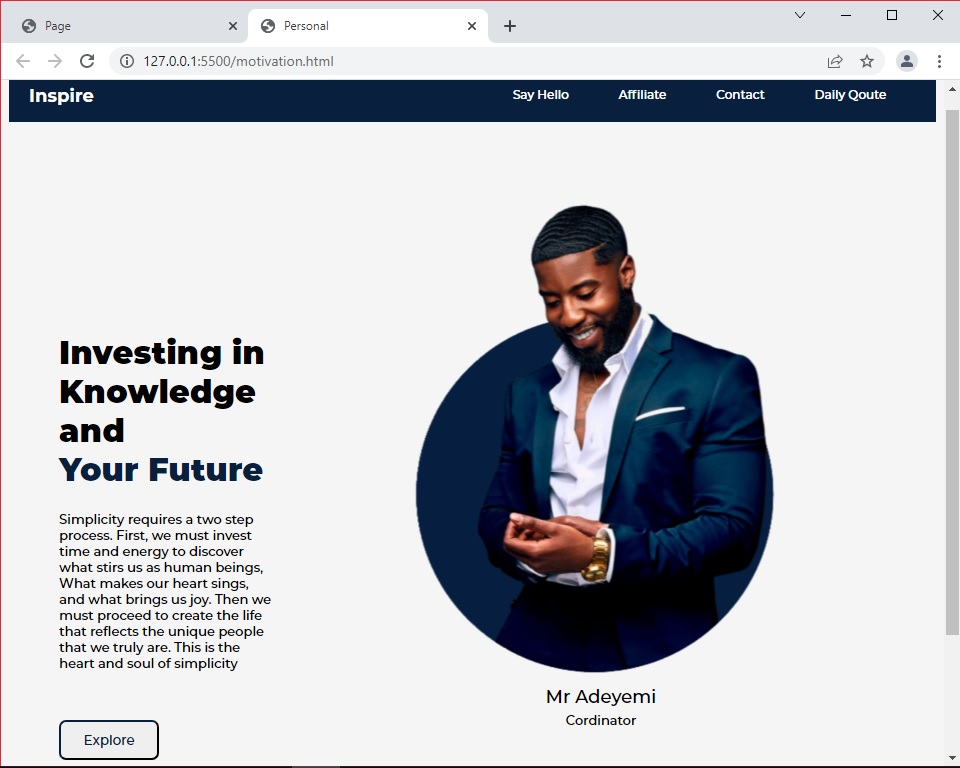 Page
Personal
127.0.0.1:5500/motivation.html
Inspire
Say Hello
Affiliate
Contact
Daily Qoute
Investing in
Knowledge
and
Your Future
Simplicity requires a two step
process. First, we must invest
time and energy to discover
what stirs us as human beings,
What makes our heart sings,
and what brings us joy. Then we
must proceed to create the life
that reflects the unique people
that we truly are. This is the
heart and soul of simplicity
Explore
Mr Adeyemi
Cordinator